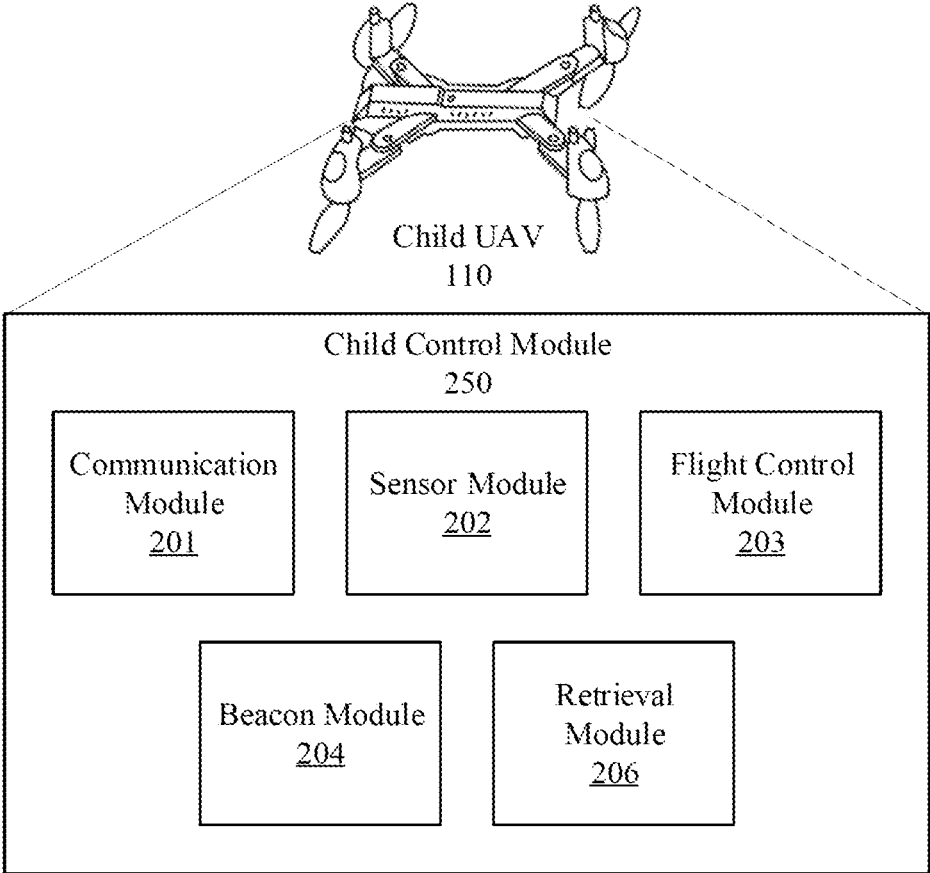 Child UAV
110
Child Control Module
250
Communication
Module
201
Sensor Module
202
Flight Control
Module
203
Beacon Module
204
Retrieval
Module
206